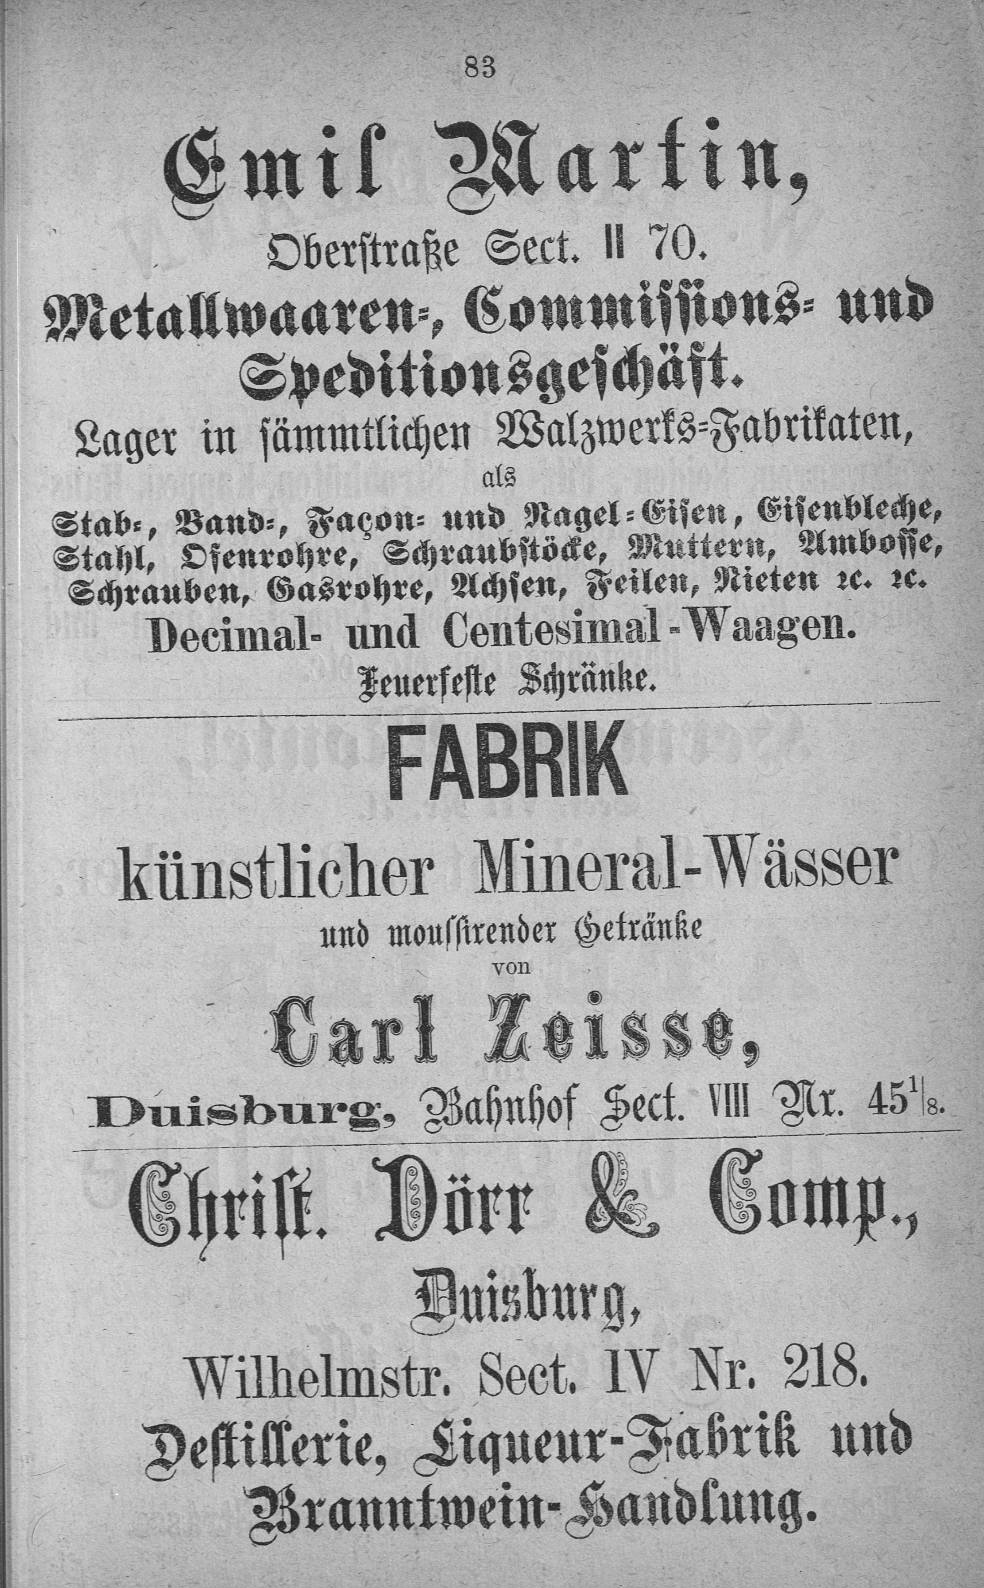 83
Emil Martin,
Oberstraße Sect. II 70.
Metallwaaren-, Commissions- und
Speditionsgeschäft.
Lager in sämmtlichen Walzwerks-Fabrikaten,
als
Stab-, Band-, Façon- und Nagel-Eisen, Eisenbleche,
Stahl, Ofenrohre, Schraubstöcke, Muttern, Ambosse,
Schrauben, Gasrohre, Achsen, Feilen, Nieten ꝛc. ꝛc.
Decimal- und Centesimal-Waagen.
Feuerfeste Schränke.
FABRIK
künstlicher Mineral-Wässer
und moussirender Getränke
von
Carl Zeisse,
Duisburg, Bahnhof Sect. VIII Nr. 45 1/8.
Christ. Dörr & Comp.,
Duisburg,
Wilhelmstr. Sect. IV Nr. 218.
Destillerie, Liqueur-Fabrik und
Branntwein-Handlung.